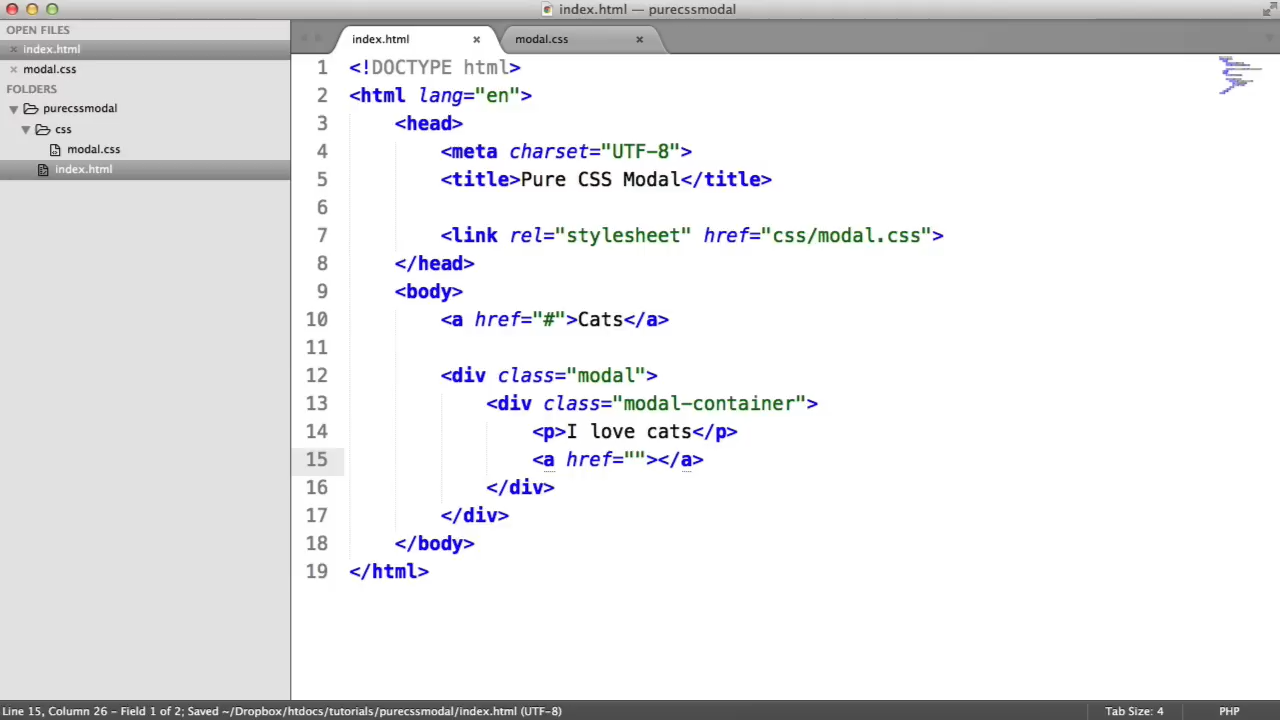 index.html — purecssmodal
OPEN FILES
index.html
modal.css
FOLDERS
purecssmodal
css
modal.css
index.html
index.html
modal.css
1 <!DOCTYPE html>
2 <html lang="en">
3 <head>
4 <meta charset="UTF-8">
5 <title>Pure CSS Modal</title>
6
7 <link rel="stylesheet" href="css/modal.css">
8 </head>
9 <body>
10 <a href="#">Cats</a>
11
12 <div class="modal">
13 <div class="modal-container">
14 <p>I love cats</p>
15 <a href=""></a>
16 </div>
17 </div>
18 </body>
19 </html>
Line 15, Column 26 – Field 1 of 2; Saved ~/Dropbox/htdocs/tutorials/purecssmodal/index.html (UTF-8)
Tab Size: 4
PHP